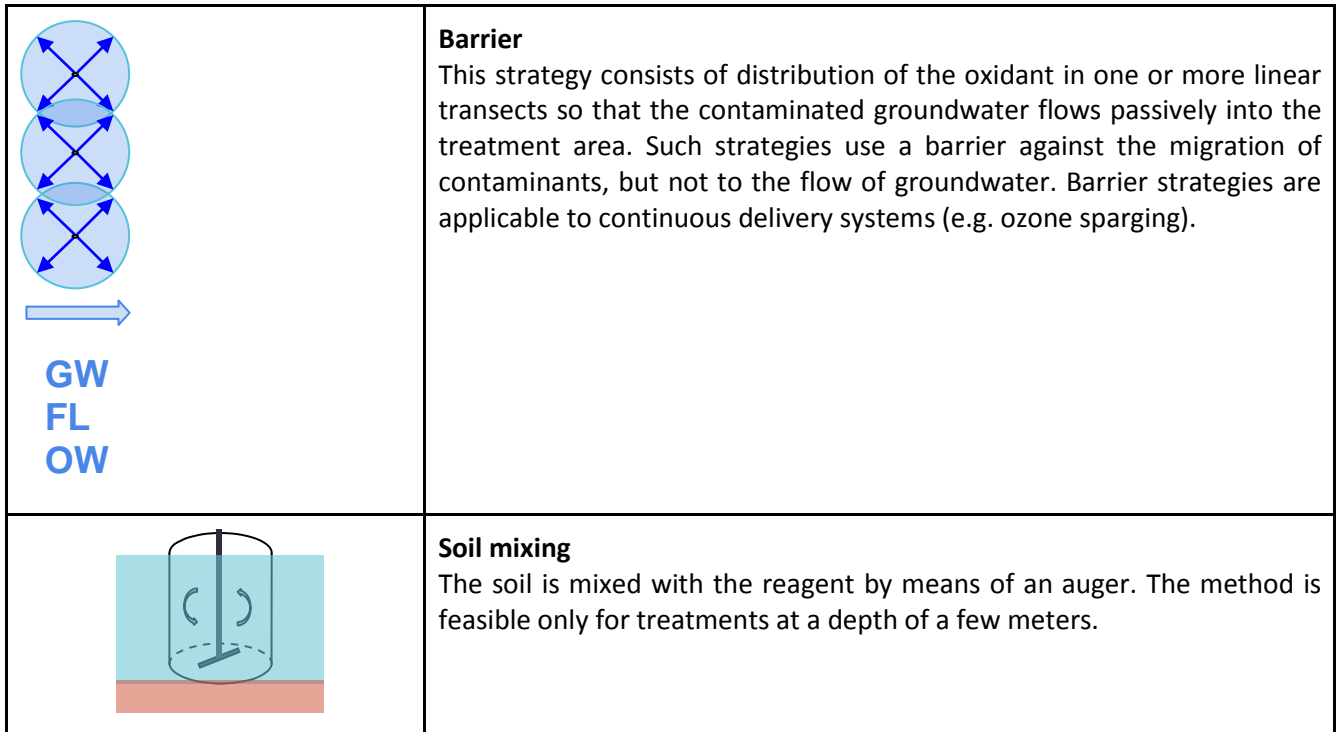 GW
FL
OW
Barrier
This strategy consists of distribution of the oxidant in one or more linear
transects so that the contaminated groundwater flows passively into the
treatment area. Such strategies use a barrier against the migration of
contaminants, but not to the flow of groundwater. Barrier strategies are
applicable to continuous delivery systems (e.g. ozone sparging).
Soil mixing
The soil is mixed with the reagent by means of an auger. The method is
feasible only for treatments at a depth of a few meters.